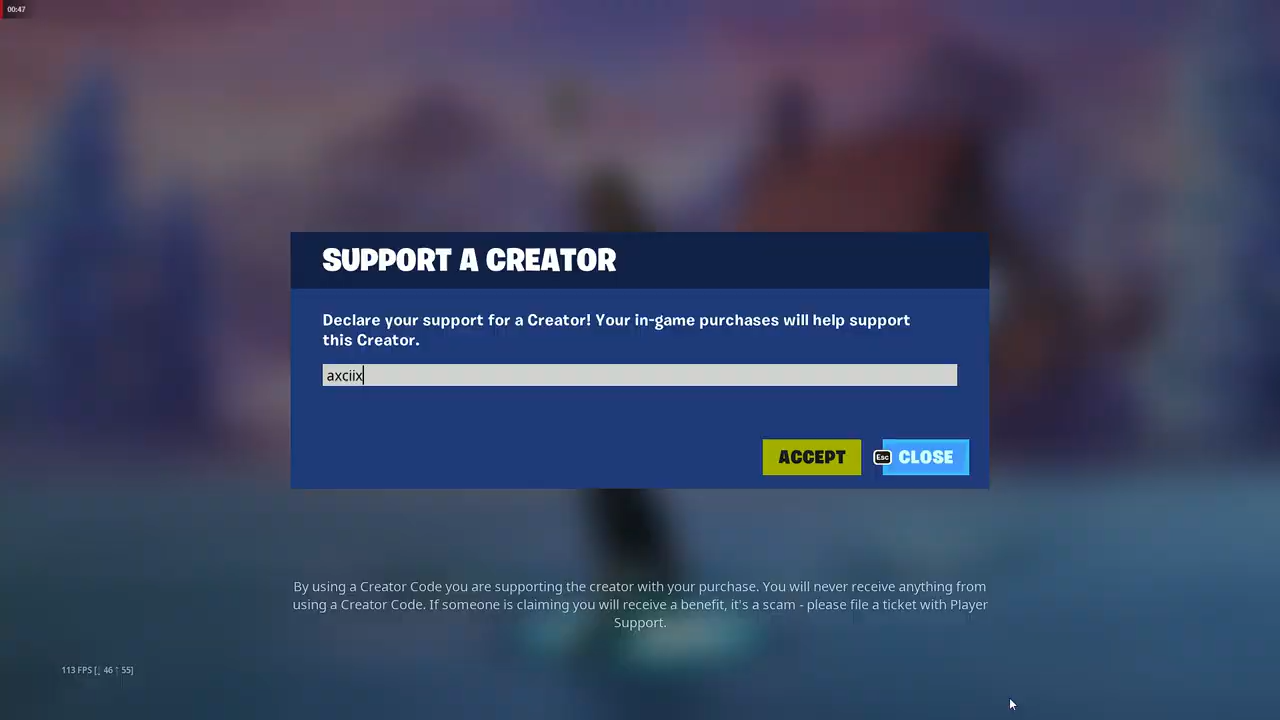 00:47
SUPPORT A CREATOR
Declare your support for a Creator! Your in-game purchases will help support
this Creator.
axciix
ACCEPT
Esc
CLOSE
By using a Creator Code you are supporting the creator with your purchase. You will never receive anything from
using a Creator Code. If someone is claiming you will receive a benefit, it's a scam - please file a ticket with Player
Support.
113 FPS [↓ 46 ↑ 55]